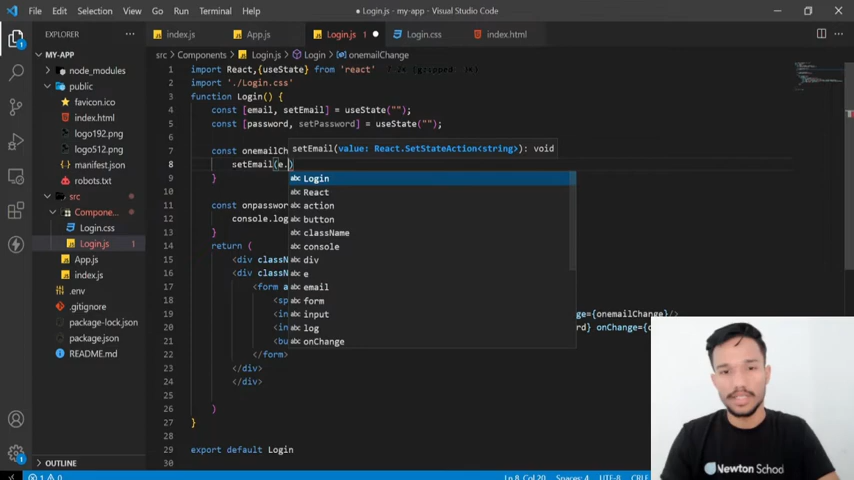 File Edit Selection View Go Run Terminal Help
● Login.js - my-app - Visual Studio Code
EXPLORER
index.js App.js Login.js 1 Login.css index.html
src > Components > Login.js > Login > onemailChange
MY-APP
node_modules
public
favicon.ico
index.html
logo192.png
logo512.png
manifest.json
robots.txt
src
Compone...
Login.css
Login.js 1
App.js
index.js
.env
.gitignore
package-lock.json
package.json
README.md
OUTLINE
1 import React,{useState} from 'react'
2 import './Login.css'
3 function Login() {
4 const [email, setEmail] = useState("");
5 const [password, setPassword] = useState("");
6
7 const onemailCh
setEmail(value: React.SetStateAction<string>): void
8 setEmail(e.)
9 }
10
11 const onpasswor
12 console.log
13 }
14 return (
15 <div classN
16 <div classN
17 <form a
18 <sp
19 <in ge={onemailChange}/>
20 <in rd} onChange={c
21 <bu
22 </form>
23 </div>
24 </div>
25
26 )
27 }
28
29 export default Login
30
abc Login
abc React
abc action
abc button
abc className
abc console
abc div
abc e
abc email
abc form
abc input
abc log
abc onChange
Newton School
1 0 Ln 8, Col 20 Spaces: 4 UTF-8 CRLF